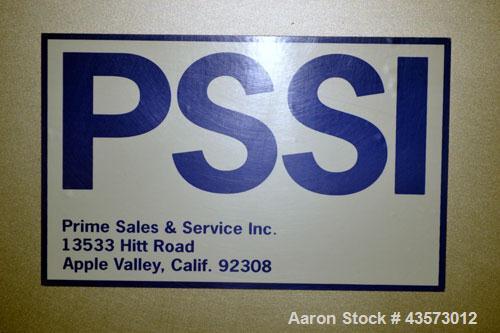 PSSI
Prime Sales & Service Inc.
13533 Hitt Road
Apple Valley, Calif. 92308
Aaron Stock # 43573012